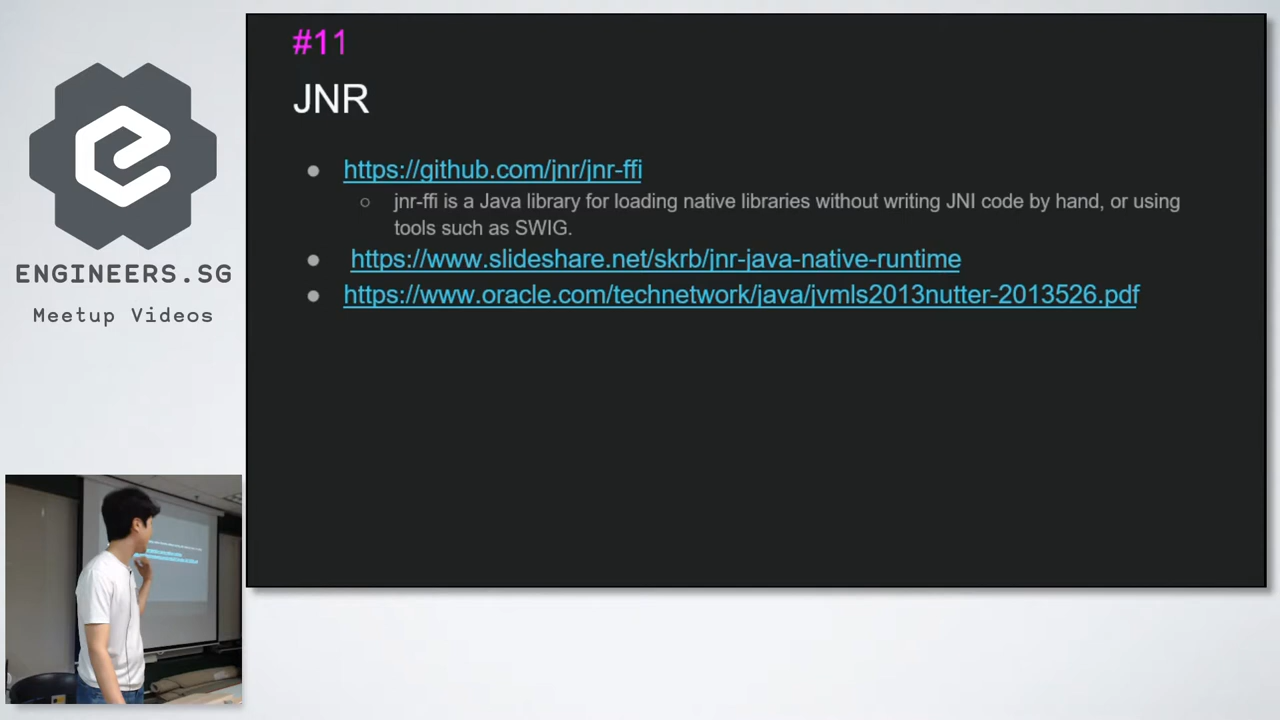 #11
JNR
https://github.com/jnr/jnr-ffi
jnr-ffi is a Java library for loading native libraries without writing JNI code by hand, or using
tools such as SWIG.
https://www.slideshare.net/skrb/jnr-java-native-runtime
https://www.oracle.com/technetwork/java/jvmls2013nutter-2013526.pdf
ENGINEERS.SG
Meetup Videos